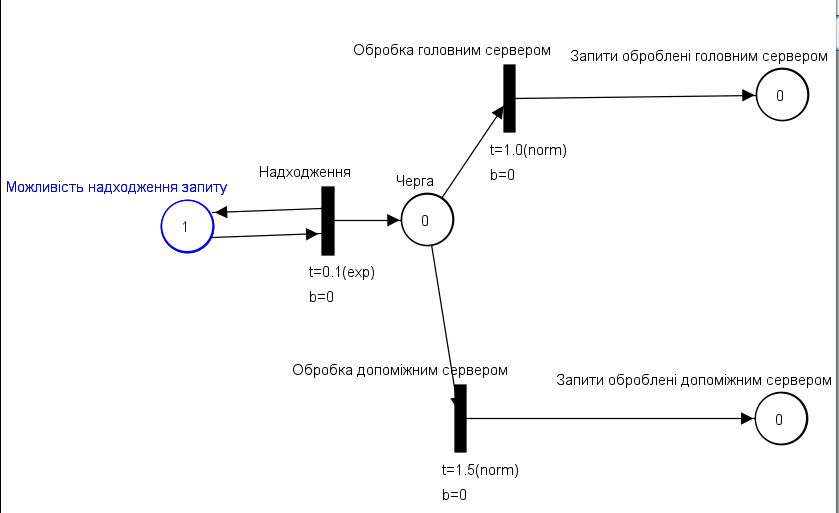 Обробка головним сервером
Запити оброблені головним сервером
0
t=1.0(norm)
b=0
Надходження
Черга
Можливість надходження запиту
1
0
t=0.1(exp)
b=0
Обробка допоміжним сервером
Запити оброблені допоміжним сервером
0
t=1.5(norm)
b=0